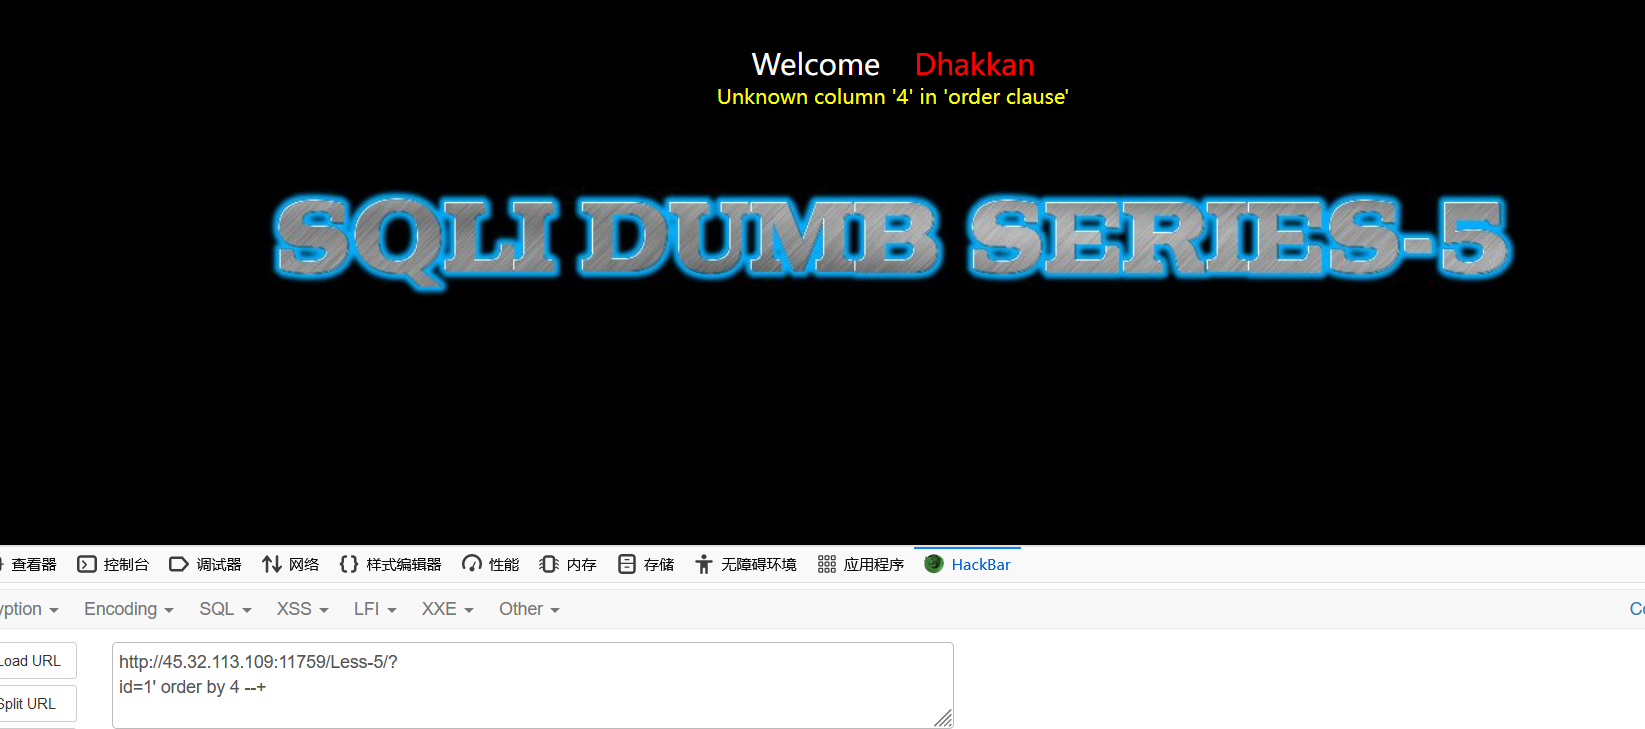 Welcome Dhakkan
Unknown column '4' in 'order clause'
SQLI DUMB SERIES-5
查看器 控制台 调试器 网络 样式编辑器 性能 内存 存储 无障碍环境 应用程序 HackBar
Encoding SQL XSS LFI XXE Other
Load URL
http://45.32.113.109:11759/Less-5/?
id=1' order by 4 --+
Split URL